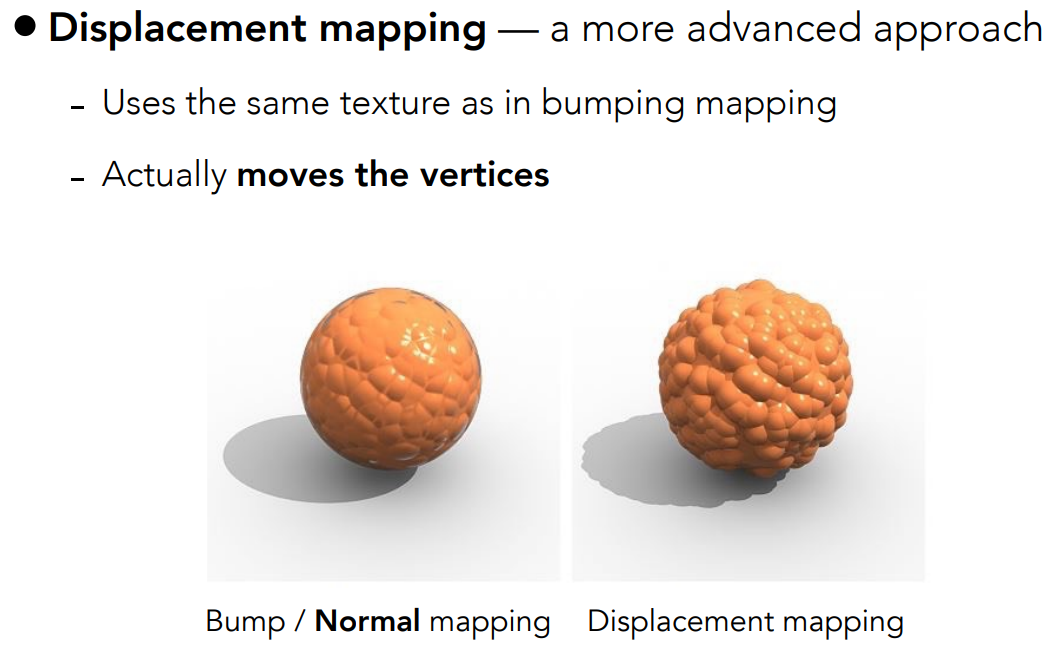 ● Displacement mapping — a more advanced approach
- Uses the same texture as in bumping mapping
- Actually moves the vertices
Bump / Normal mapping Displacement mapping